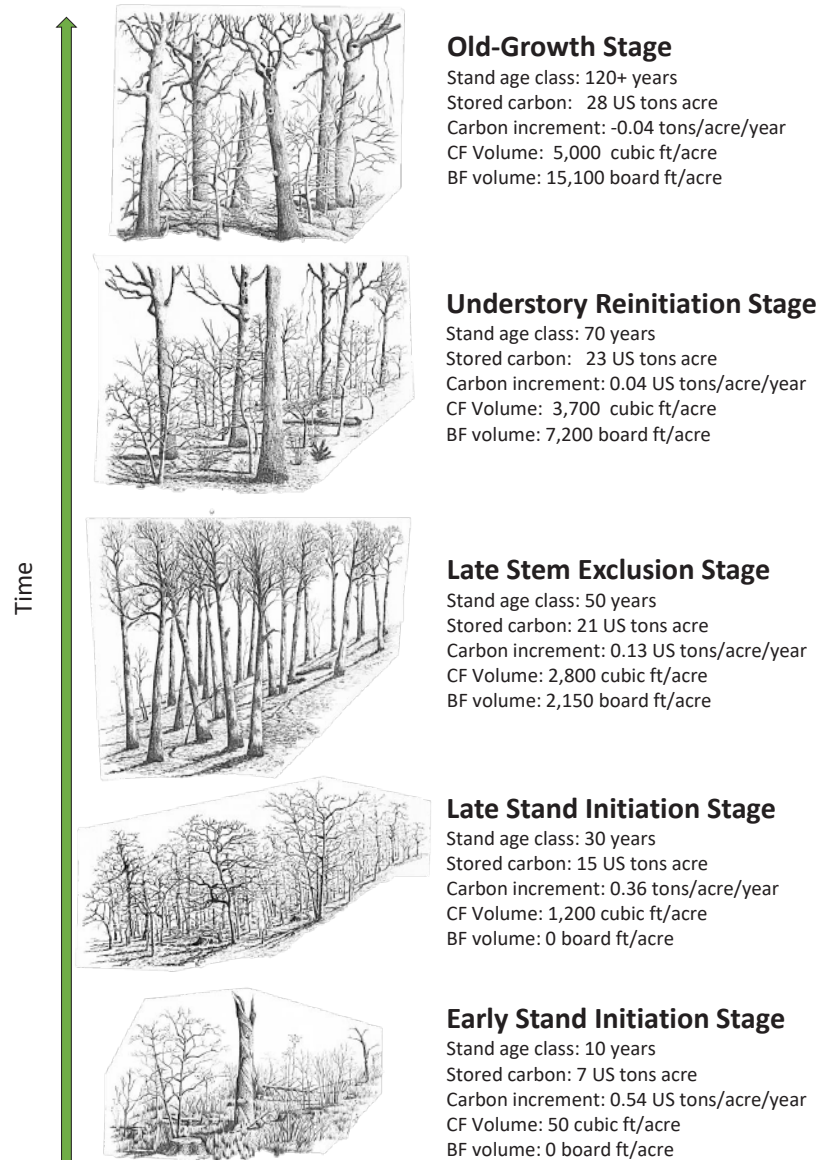 Time
Old-Growth Stage
Stand age class: 120+ years
Stored carbon: 28 US tons acre
Carbon increment: -0.04 tons/acre/year
CF Volume: 5,000 cubic ft/acre
BF volume: 15,100 board ft/acre
Understory Reinitiation Stage
Stand age class: 70 years
Stored carbon: 23 US tons acre
Carbon increment: 0.04 US tons/acre/year
CF Volume: 3,700 cubic ft/acre
BF volume: 7,200 board ft/acre
Late Stem Exclusion Stage
Stand age class: 50 years
Stored carbon: 21 US tons acre
Carbon increment: 0.13 US tons/acre/year
CF Volume: 2,800 cubic ft/acre
BF volume: 2,150 board ft/acre
Late Stand Initiation Stage
Stand age class: 30 years
Stored carbon: 15 US tons acre
Carbon increment: 0.36 tons/acre/year
CF Volume: 1,200 cubic ft/acre
BF volume: 0 board ft/acre
Early Stand Initiation Stage
Stand age class: 10 years
Stored carbon: 7 US tons acre
Carbon increment: 0.54 US tons/acre/year
CF Volume: 50 cubic ft/acre
BF volume: 0 board ft/acre